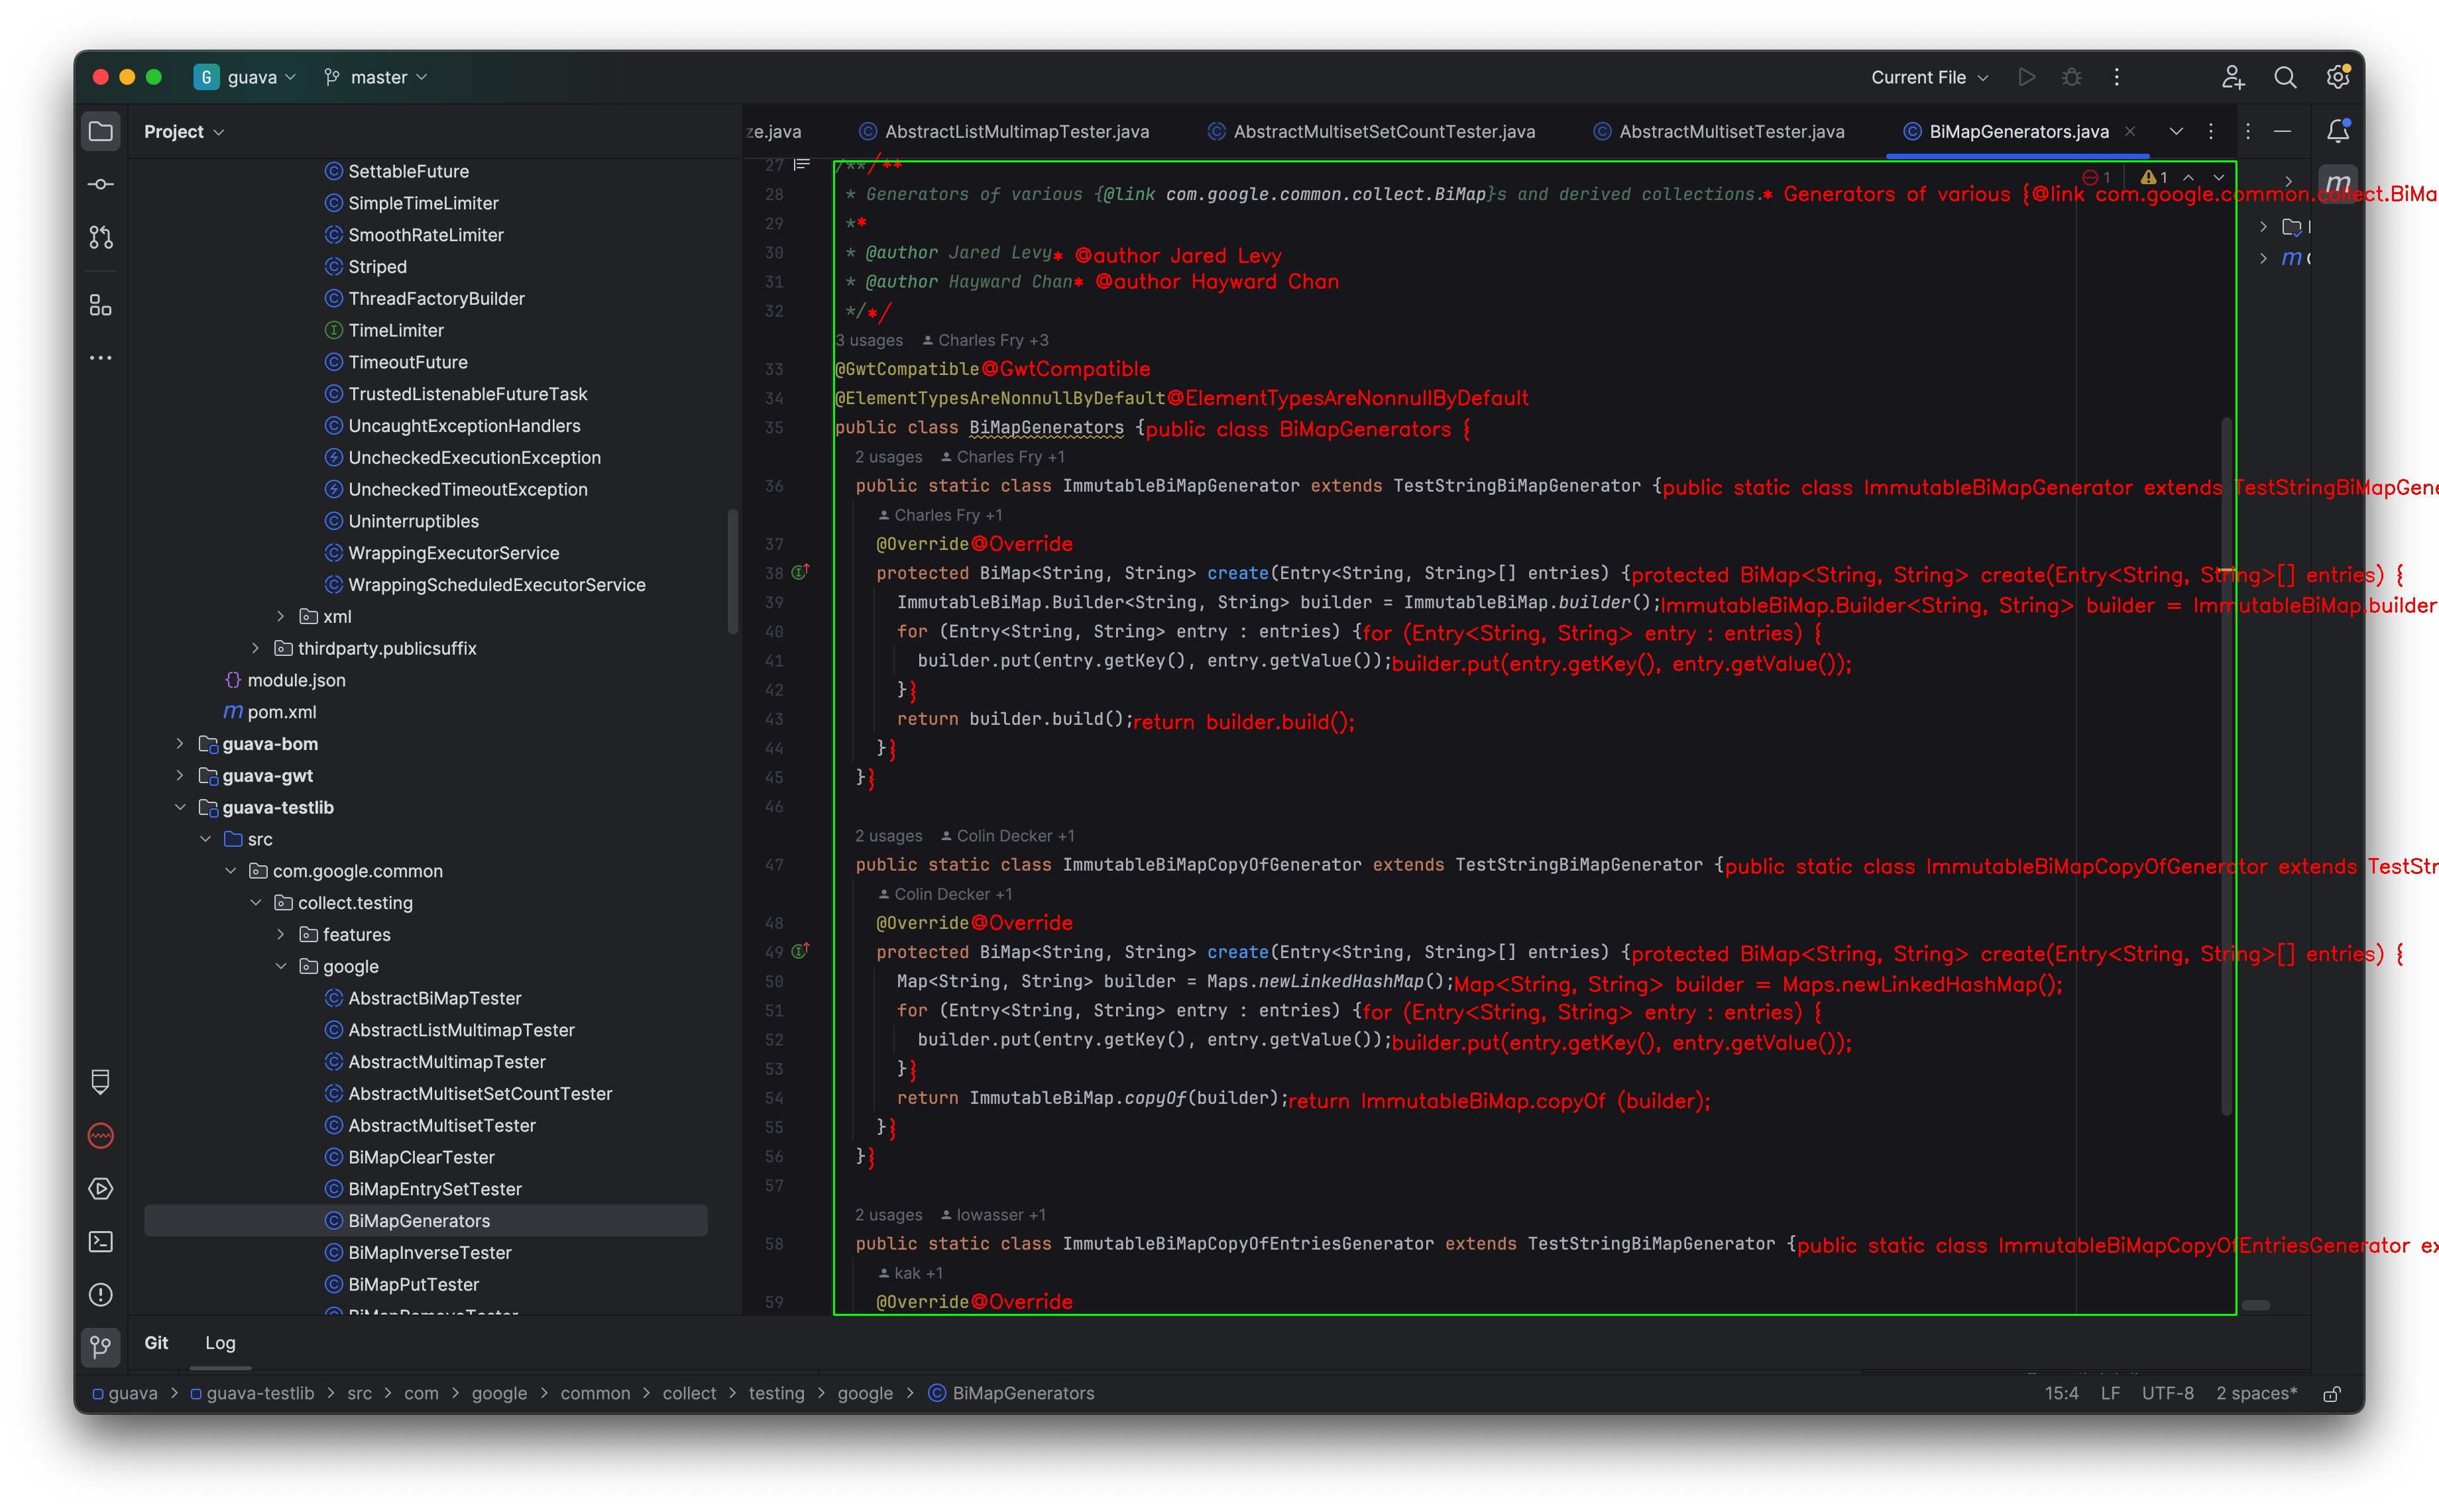 guava
master
Current File
Project
ze.java
AbstractListMultimapTester.java
AbstractMultisetSetCountTester.java
AbstractMultisetTester.java
BiMapGenerators.java
SettableFuture
SimpleTimeLimiter
SmoothRateLimiter
Striped
ThreadFactoryBuilder
TimeLimiter
TimeoutFuture
TrustedListenableFutureTask
UncaughtExceptionHandlers
UncheckedExecutionException
UncheckedTimeoutException
Uninterruptibles
WrappingExecutorService
WrappingScheduledExecutorService
xml
thirdparty.publicsuffix
module.json
pom.xml
guava-bom
guava-gwt
guava-testlib
src
com.google.common
collect.testing
features
google
AbstractBiMapTester
AbstractListMultimapTester
AbstractMultimapTester
AbstractMultisetSetCountTester
AbstractMultisetTester
BiMapClearTester
BiMapEntrySetTester
BiMapGenerators
BiMapInverseTester
BiMapPutTester
27 /**/**
1 1
28 * Generators of various {@link com.google.common.collect.BiMap}s and derived collections.* Generators of various {@link com.google.common.collect.BiMa
29 **
30 * @author Jared Levy* @author Jared Levy
31 * @author Hayward Chan* @author Hayward Chan
32 */*/
3 usages Charles Fry +3
33 @GwtCompatible@GwtCompatible
34 @ElementTypesAreNonnullByDefault@ElementTypesAreNonnullByDefault
35 public class BiMapGenerators {public class BiMapGenerators {
2 usages Charles Fry +1
36 public static class ImmutableBiMapGenerator extends TestStringBiMapGenerator {public static class ImmutableBiMapGenerator extends TestStringBiMapGene
Charles Fry +1
37 @Override@Override
38 protected BiMap<String, String> create(Entry<String, String>[] entries) {protected BiMap<String, String> create(Entry<String, String>[] entries) {
39 ImmutableBiMap.Builder<String, String> builder = ImmutableBiMap.builder();ImmutableBiMap.Builder<String, String> builder = ImmutableBiMap.builder
40 for (Entry<String, String> entry : entries) {for (Entry<String, String> entry : entries) {
41 builder.put(entry.getKey(), entry.getValue());builder.put(entry.getKey(), entry.getValue());
42 }}
43 return builder.build();return builder.build();
44 }}
45 }}
46
2 usages Colin Decker +1
47 public static class ImmutableBiMapCopyOfGenerator extends TestStringBiMapGenerator {public static class ImmutableBiMapCopyOfGenerator extends TestStr
Colin Decker +1
48 @Override@Override
49 protected BiMap<String, String> create(Entry<String, String>[] entries) {protected BiMap<String, String> create(Entry<String, String>[] entries) {
50 Map<String, String> builder = Maps.newLinkedHashMap();Map<String, String> builder = Maps.newLinkedHashMap();
51 for (Entry<String, String> entry : entries) {for (Entry<String, String> entry : entries) {
52 builder.put(entry.getKey(), entry.getValue());builder.put(entry.getKey(), entry.getValue());
53 }}
54 return ImmutableBiMap.copyOf(builder);return ImmutableBiMap.copyOf (builder);
55 }}
56 }}
57
2 usages lowasser +1
58 public static class ImmutableBiMapCopyOfEntriesGenerator extends TestStringBiMapGenerator {public static class ImmutableBiMapCopyOfEntriesGenerator ex
kak +1
59 @Override@Override
Git Log
guava > guava-testlib > src > com > google > common > collect > testing > google > BiMapGenerators
15:4 LF UTF-8 2 spaces*